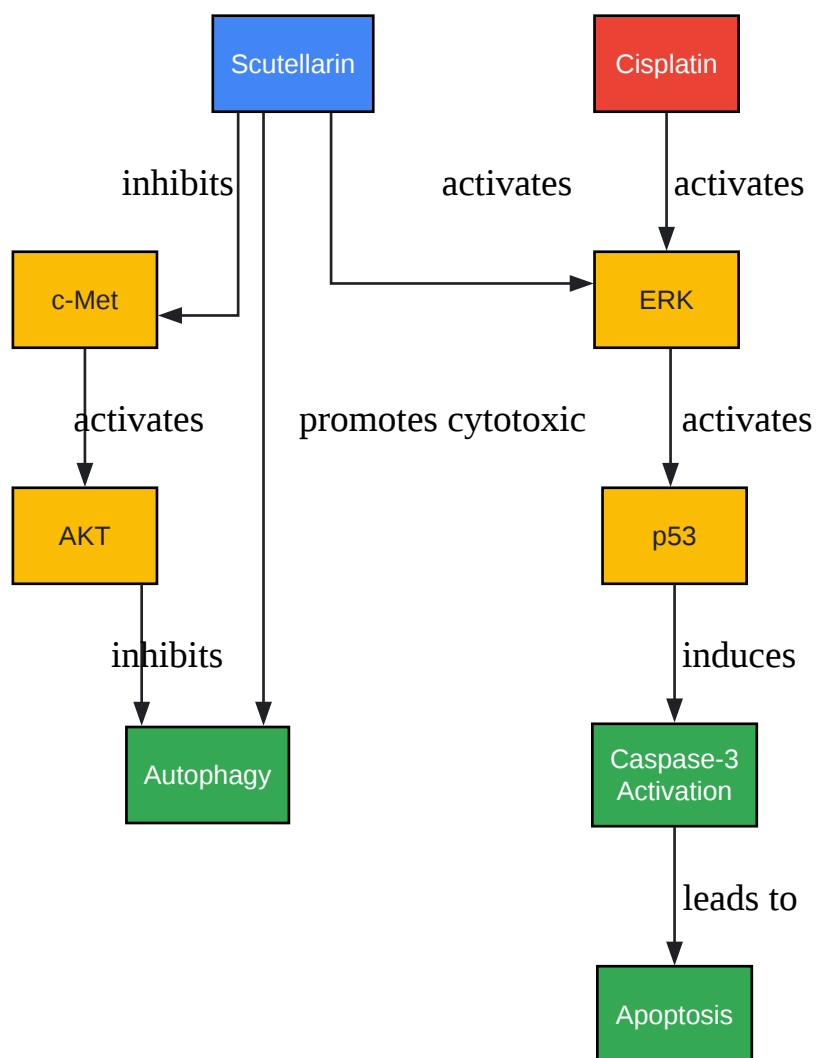 Scutellarin
Cisplatin
inhibits
activates
activates
c-Met
ERK
activates
promotes cytotoxic
activates
AKT
p53
inhibits
induces
Autophagy
Caspase-3
Activation
leads to
Apoptosis